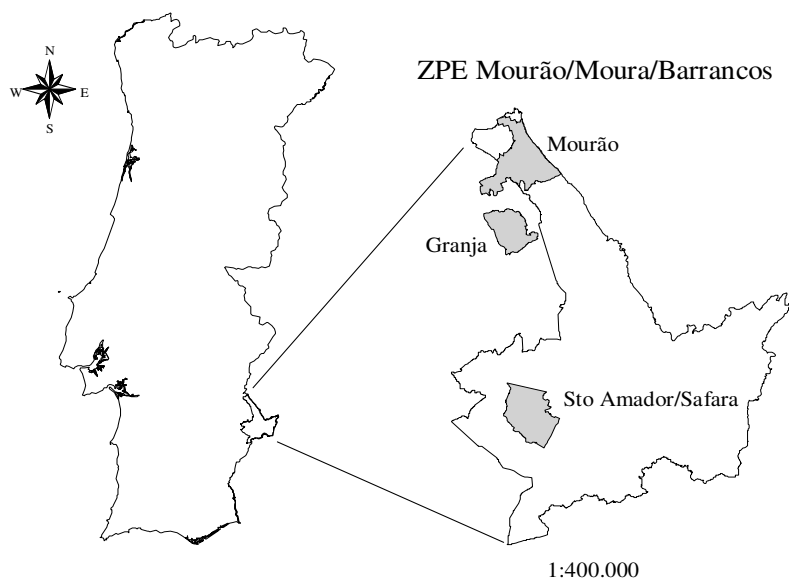 N
W E
S
ZPE Mourão/Moura/Barrancos
Mourão
Granja
Sto Amador/Safara
1:400.000